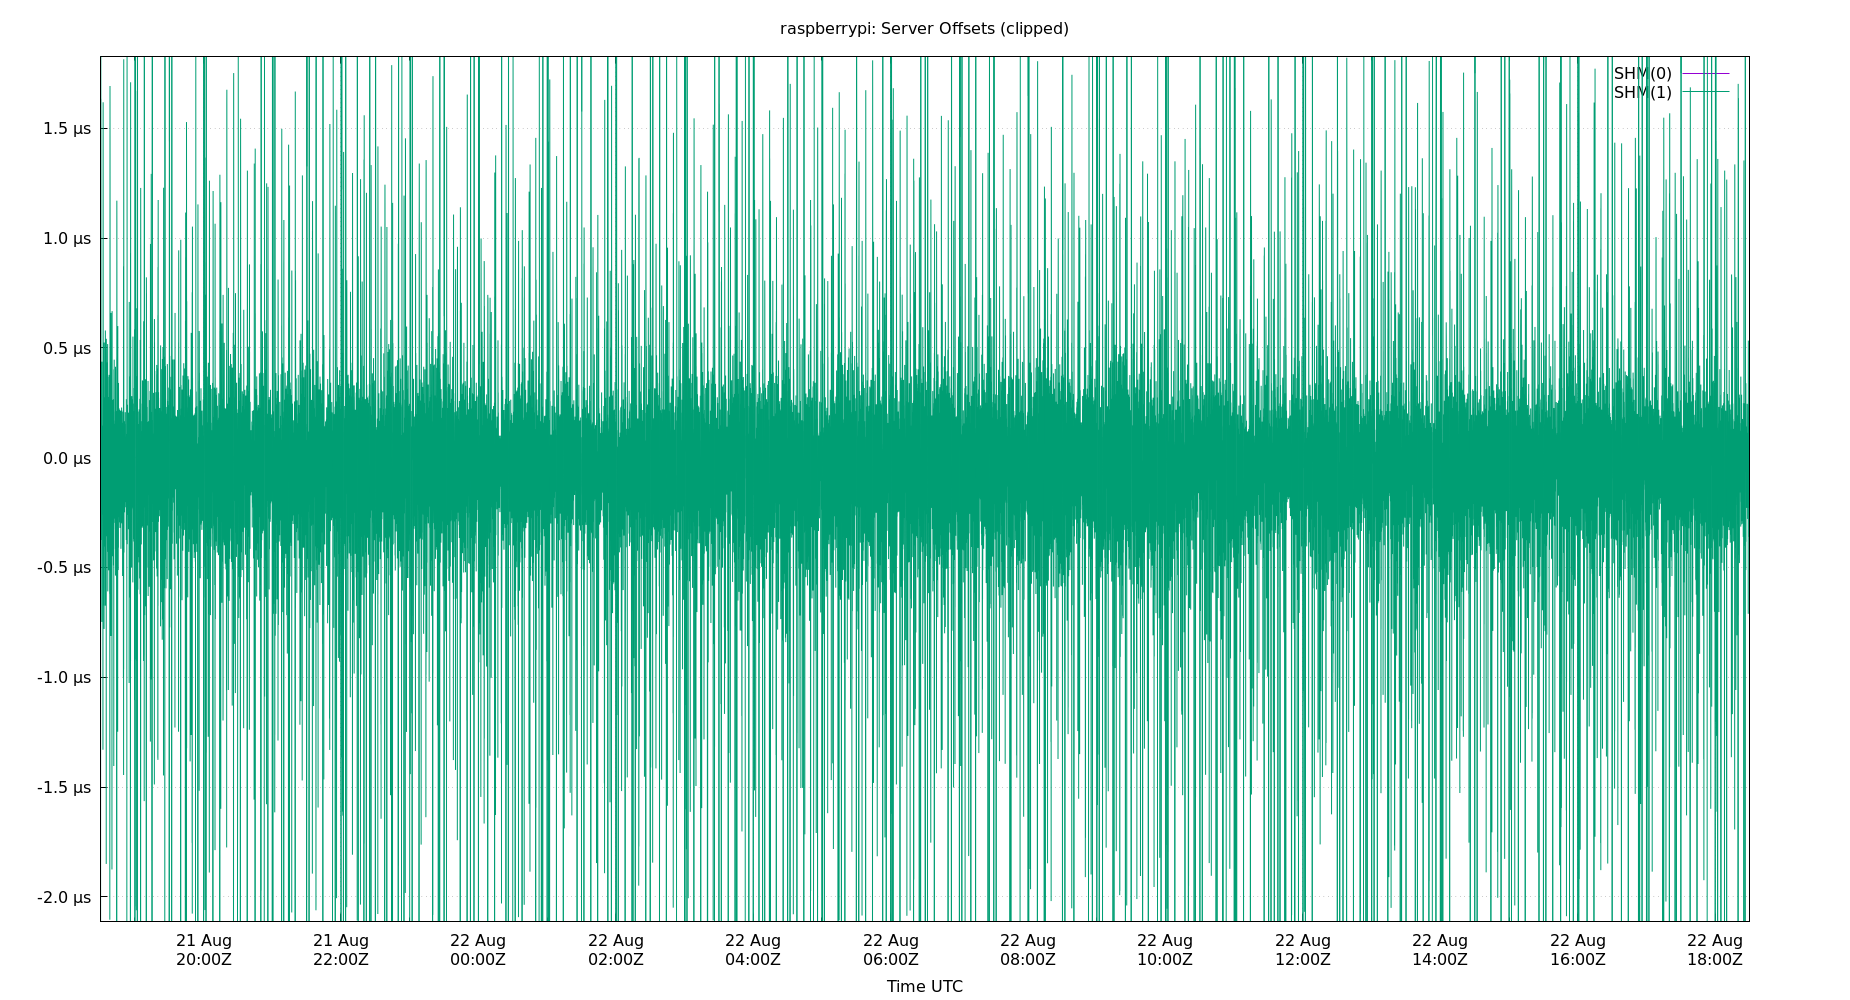 raspberrypi: Server Offsets (clipped)
SHM(0)
SHM(1)
1.5 µs
1.0 µs
0.5 µs
0.0 µs
-0.5 µs
-1.0 µs
-1.5 µs
-2.0 µs
21 Aug 21 Aug 22 Aug 22 Aug 22 Aug 22 Aug 22 Aug 22 Aug 22 Aug 22 Aug 22 Aug 22 Aug
20:00Z 22:00Z 00:00Z 02:00Z 04:00Z 06:00Z 08:00Z 10:00Z 12:00Z 14:00Z 16:00Z 18:00Z
Time UTC